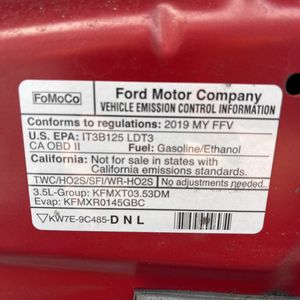 FoMoCo
Ford Motor Company
VEHICLE EMISSION CONTROL INFORMATION
Conforms to regulations: 2019 MY FFV
U.S. EPA: IT3B125 LDT3
CA OBD II Fuel: Gasoline/Ethanol
California: Not for sale in states with
California emissions standards
TWC/HO2S/SFI/WR-HO2S No adjustments needed.
3.5L-Group: KFMXT03.53DM
Evap: KFMXR0145GBC
KW7E-9C485-DNL